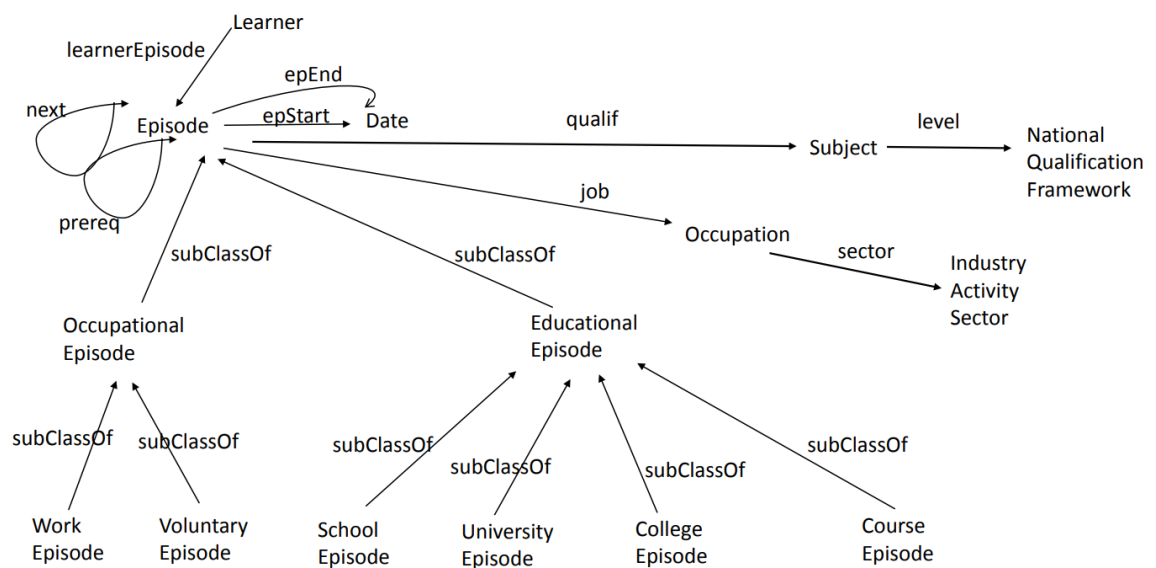 Learner
learnerEpisode
epEnd
next
Episode
epStart
Date
qualif
Subject
level
National
Qualification
Framework
prereq
job
Occupation
sector
Industry
Activity
Sector
subClassOf
subClassOf
Occupational
Episode
Educational
Episode
subClassOf
subClassOf
subClassOf
subClassOf
subClassOf
subClassOf
Work
Episode
Voluntary
Episode
School
Episode
University
Episode
College
Episode
Course
Episode